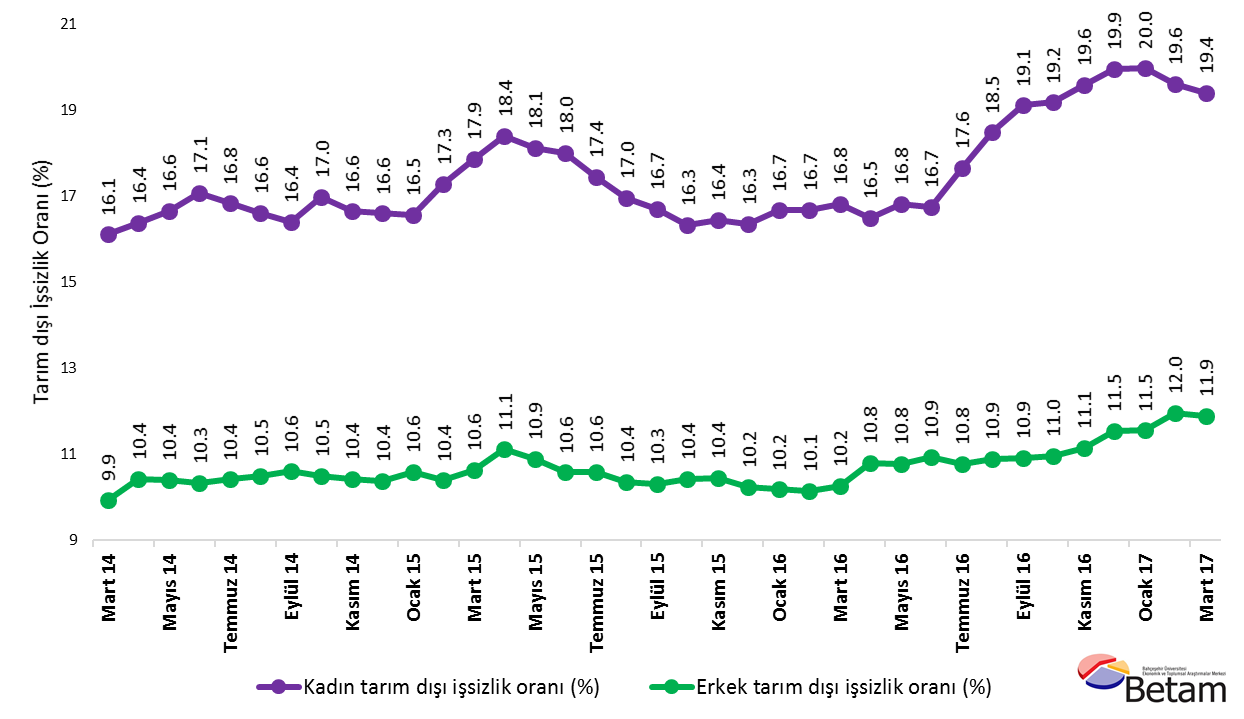 21
19
17
15
13
11
9
Tarım dışı İşsizlik Oranı (%)
16.1 16.4 16.6 17.1 16.8 16.6 16.4 17.0 16.6 16.6 16.5 17.3 17.9 18.4 18.1 18.0 17.4 17.0 16.7 16.3 16.4 16.3 16.7 16.7 16.8 16.5 16.8 16.7 17.6 18.5 19.1 19.2 19.6 19.9 20.0 19.6 19.4
9.9 10.4 10.4 10.3 10.4 10.5 10.6 10.5 10.4 10.4 10.6 10.4 10.6 11.1 10.9 10.6 10.6 10.4 10.3 10.4 10.4 10.2 10.2 10.1 10.2 10.8 10.8 10.9 10.8 10.9 10.9 11.0 11.1 11.5 11.5 12.0 11.9
Mart 14 Mayıs 14 Temmuz 14 Eylül 14 Kasım 14 Ocak 15 Mart 15 Mayıs 15 Temmuz 15 Eylül 15 Kasım 15 Ocak 16 Mart 16 Mayıs 16 Temmuz 16 Eylül 16 Kasım 16 Ocak 17 Mart 17
Kadın tarım dışı işsizlik oranı (%)
Erkek tarım dışı işsizlik oranı (%)
Bahçeşehir Üniversitesi
Ekonomik ve Toplumsal Araştırmalar Merkezi
Betam